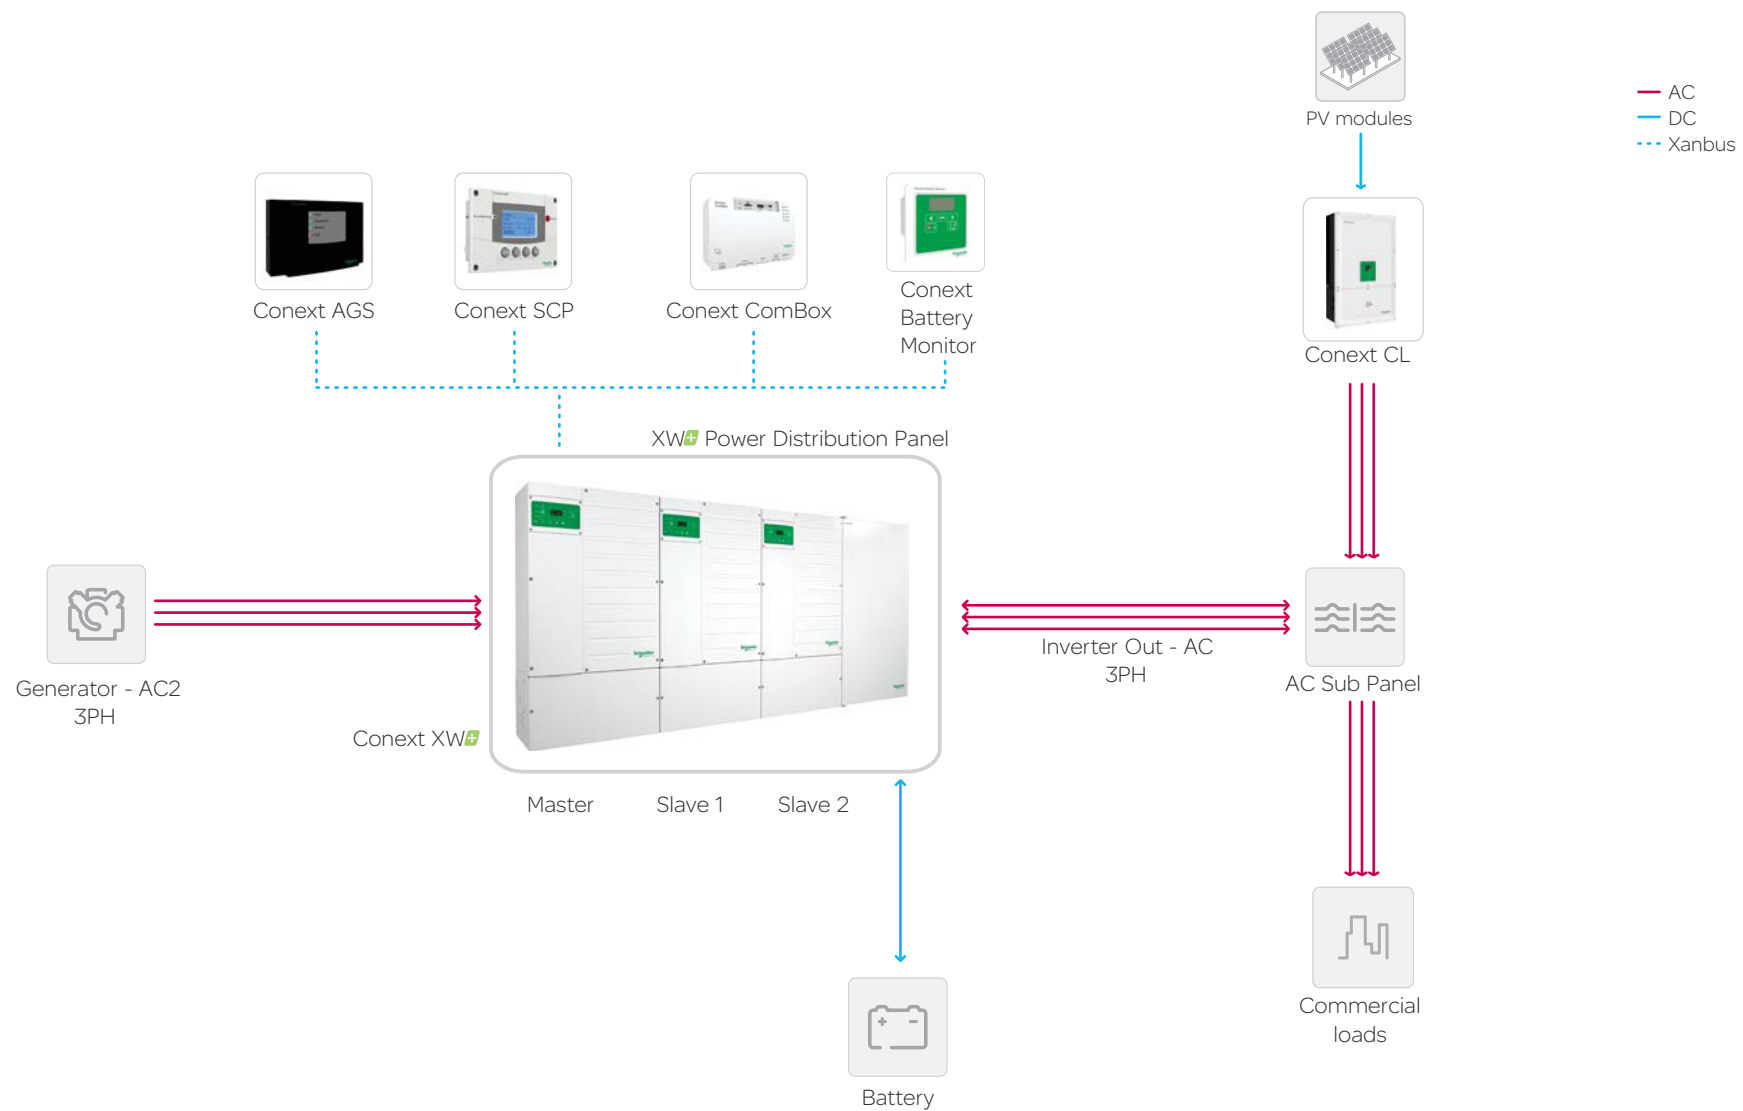 PV modules
AC
DC
Xanbus
Conext AGS
Conext SCP
Conext ComBox
Conext
Battery
Monitor
Conext CL
XW+ Power Distribution Panel
Generator - AC2
3PH
Inverter Out - AC
3PH
AC Sub Panel
Conext XW+
Master
Slave 1
Slave 2
Commercial
loads
Battery